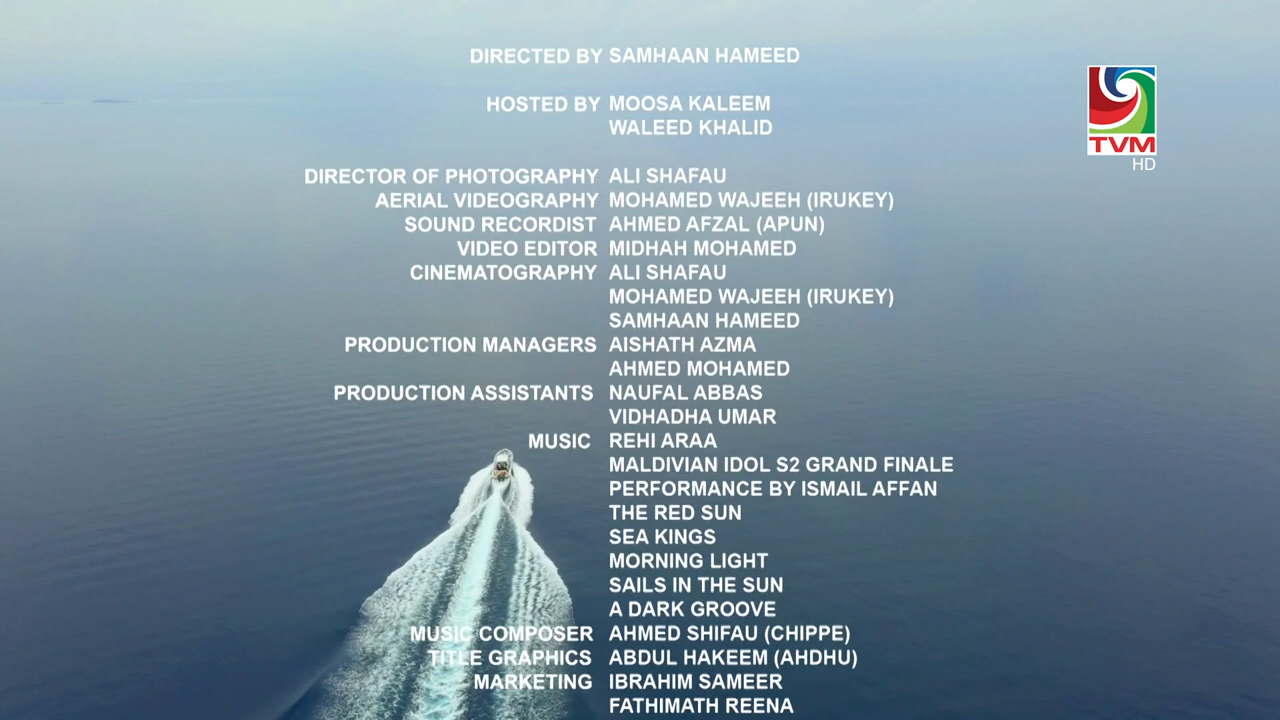 DIRECTED BY SAMHAAN HAMEED
HOSTED BY MOOSA KALEEM
WALEED KHALID
DIRECTOR OF PHOTOGRAPHY ALI SHAFAU
AERIAL VIDEOGRAPHY MOHAMED WAJEEH (IRUKEY)
SOUND RECORDIST AHMED AFZAL (APUN)
VIDEO EDITOR MIDHAH MOHAMED
CINEMATOGRAPHY ALI SHAFAU
MOHAMED WAJEEH (IRUKEY)
SAMHAAN HAMEED
PRODUCTION MANAGERS AISHATH AZMA
AHMED MOHAMED
PRODUCTION ASSISTANTS NAUFAL ABBAS
VIDHADHA UMAR
MUSIC REHI ARAA
MALDIVIAN IDOL S2 GRAND FINALE
PERFORMANCE BY ISMAIL AFFAN
THE RED SUN
SEA KINGS
MORNING LIGHT
SAILS IN THE SUN
A DARK GROOVE
MUSIC COMPOSER AHMED SHIFAU (CHIPPE)
TITLE GRAPHICS ABDUL HAKEEM (AHDHU)
MARKETING IBRAHIM SAMEER
FATHIMATH REENA
TVM
HD